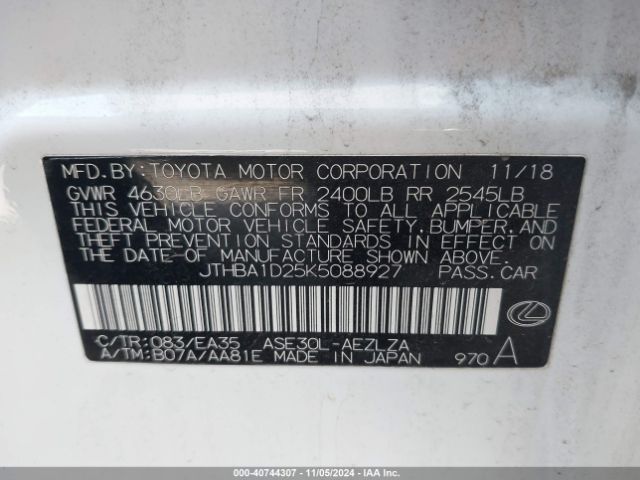 MFD.BY:TOYOTA MOTOR CORPORATION 11/18
GVWR 4630LB GAWR FR 2400LB RR 2545LB
THIS VEHICLE CONFORMS TO ALL APPLICABLE
FEDERAL MOTOR VEHICLE SAFETY,BUMPER,AND
THEFT PREVENTION STANDARDS IN EFFECT ON
THE DATE OF MANUFACTURE SHOWN ABOVE.
JTHBA1D25K5088927 PASS.CAR
C/TR:083/EA35 ASE30L-AEZLZA
A/TM:B07A/AA81E MADE IN JAPAN 970 A
000-40744307 - 11/05/2024 - IAAI.COM